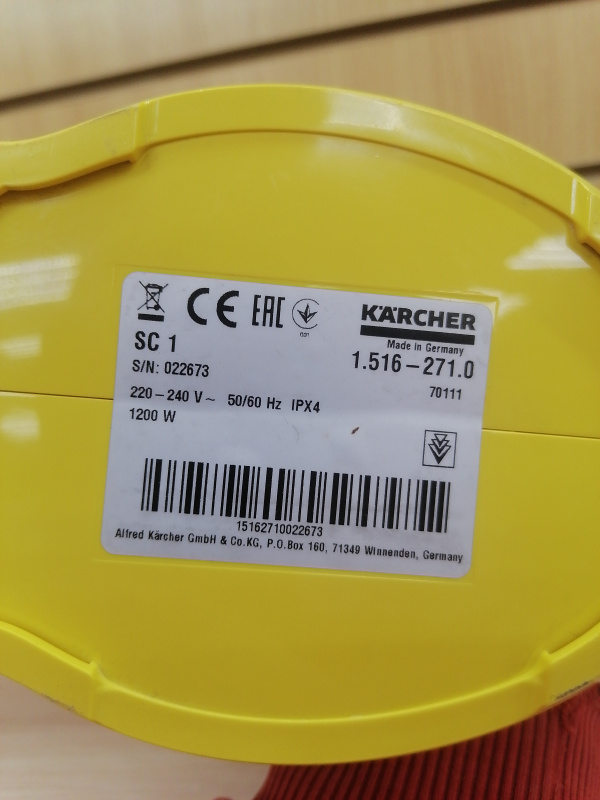 CE EAC
KÄRCHER
Made in Germany
SC 1
1.516-271.0
S/N: 022673
70111
220-240 V~ 50/60 Hz IPX4
1200 W
15162710022673
Alfred Kärcher GmbH & Co.KG, P.O.Box 160, 71349 Winnenden, Germany